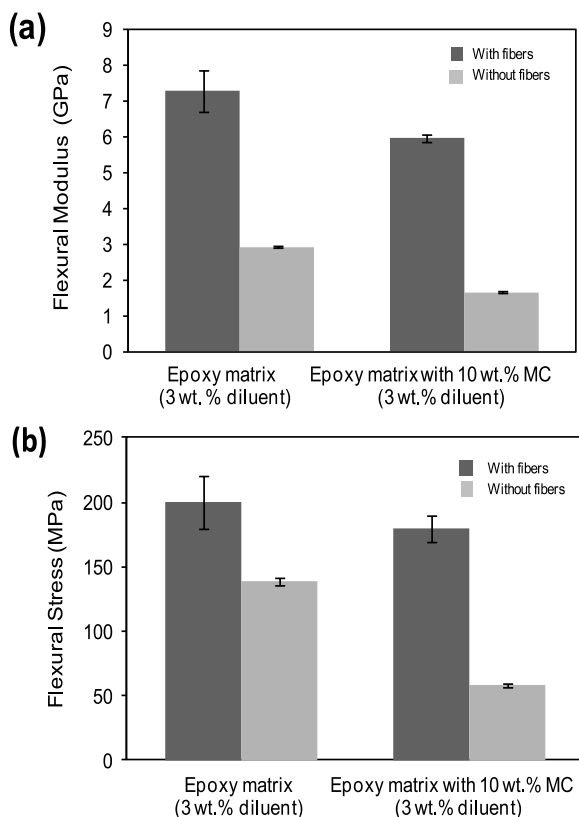 (a)
Flexural Modulus (GPa)
9
8
7
6
5
4
3
2
1
0
With fibers
Without fibers
Epoxy matrix
(3 wt. % diluent)
Epoxy matrix with 10 wt.% MC
(3 wt.% diluent)
(b)
Flexural Stress (MPa)
250
200
150
100
50
0
With fibers
Without fibers
Epoxy matrix
(3 wt.% diluent)
Epoxy matrix with 10 wt.% MC
(3 wt.% diluent)